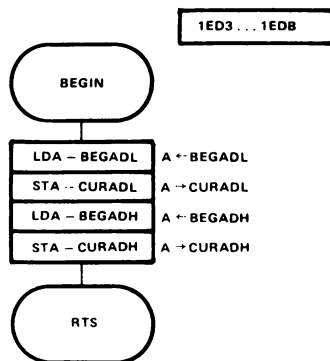 1ED3 ... 1EDB
BEGIN
LDA – BEGADL A ← BEGADL
STA – CURADL A → CURADL
LDA – BEGADH A ← BEGADH
STA – CURADH A → CURADH
RTS